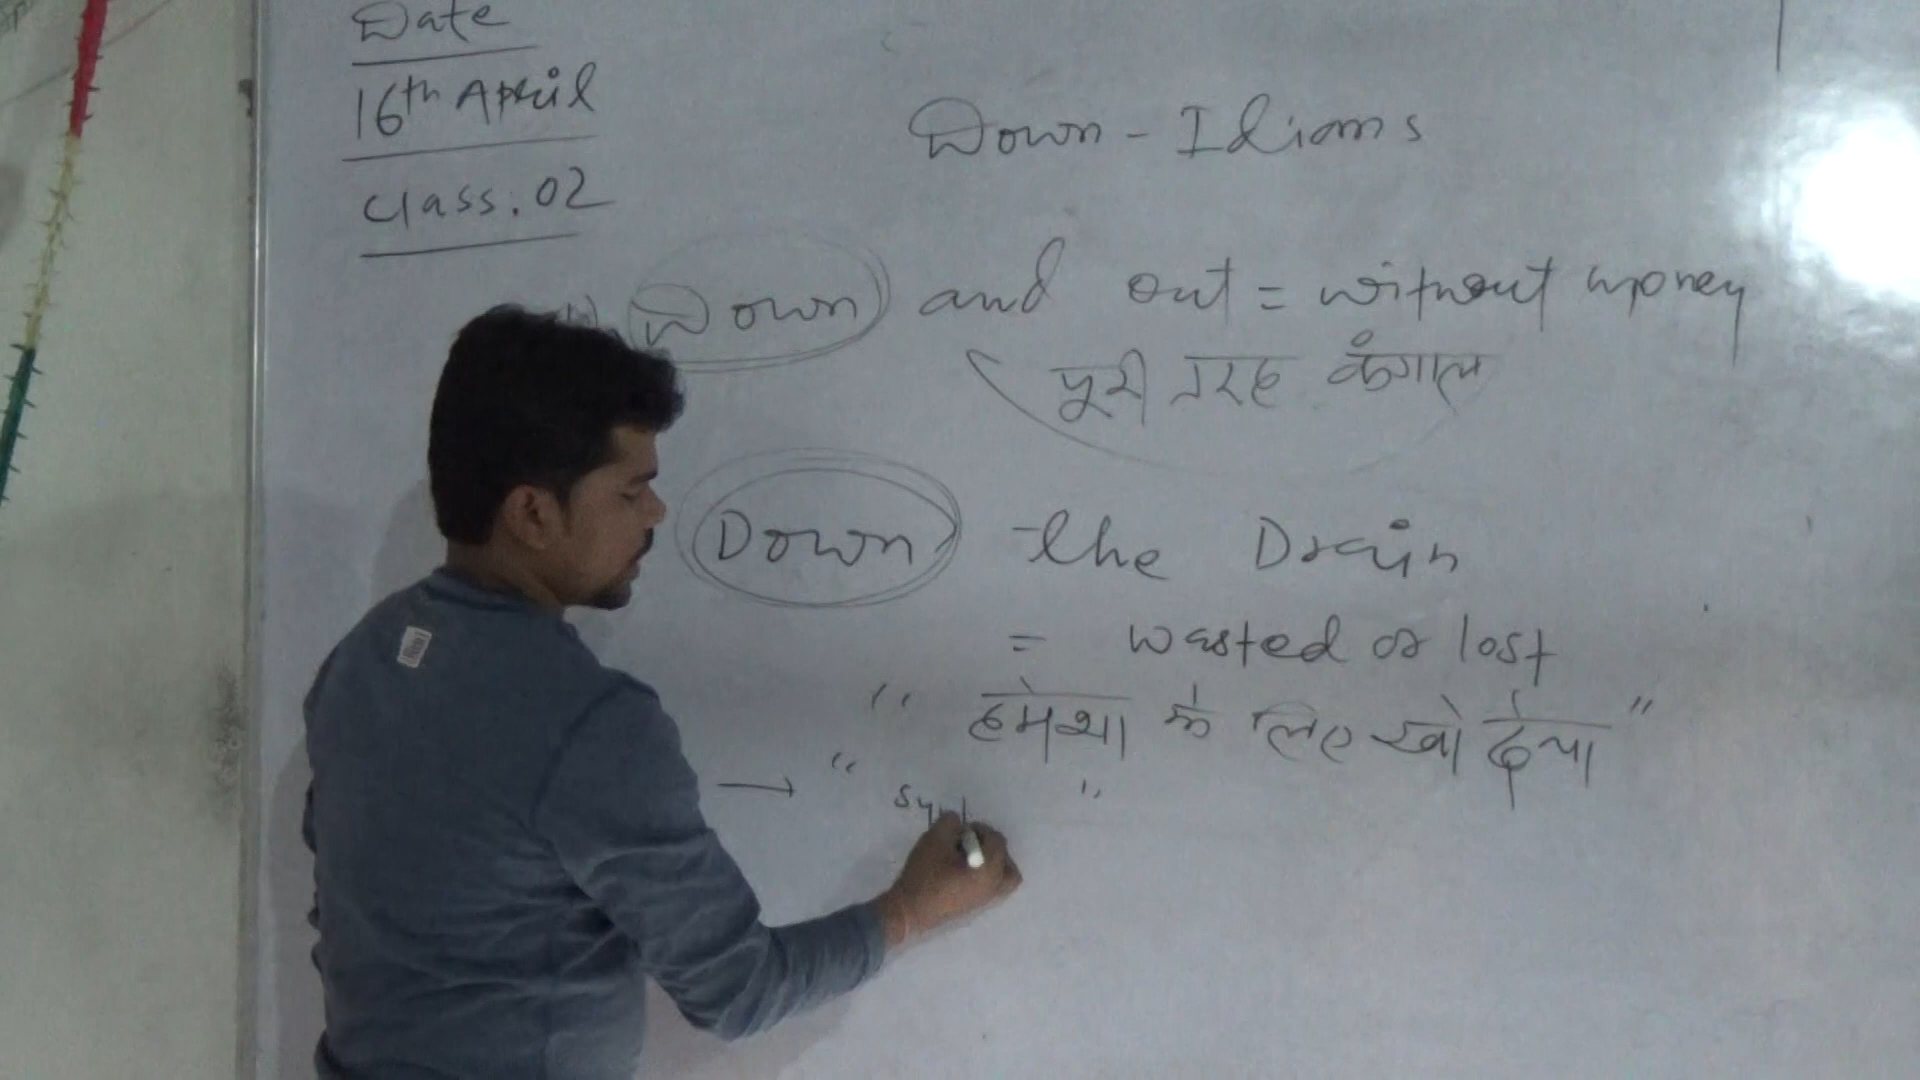 Date
16th April
Class. 02
Down - Idioms
Down and out = without money
पूरी तरह कंगाल
Down the Drain
= wasted or lost
" हमेशा के लिए खो देना "
→ " "